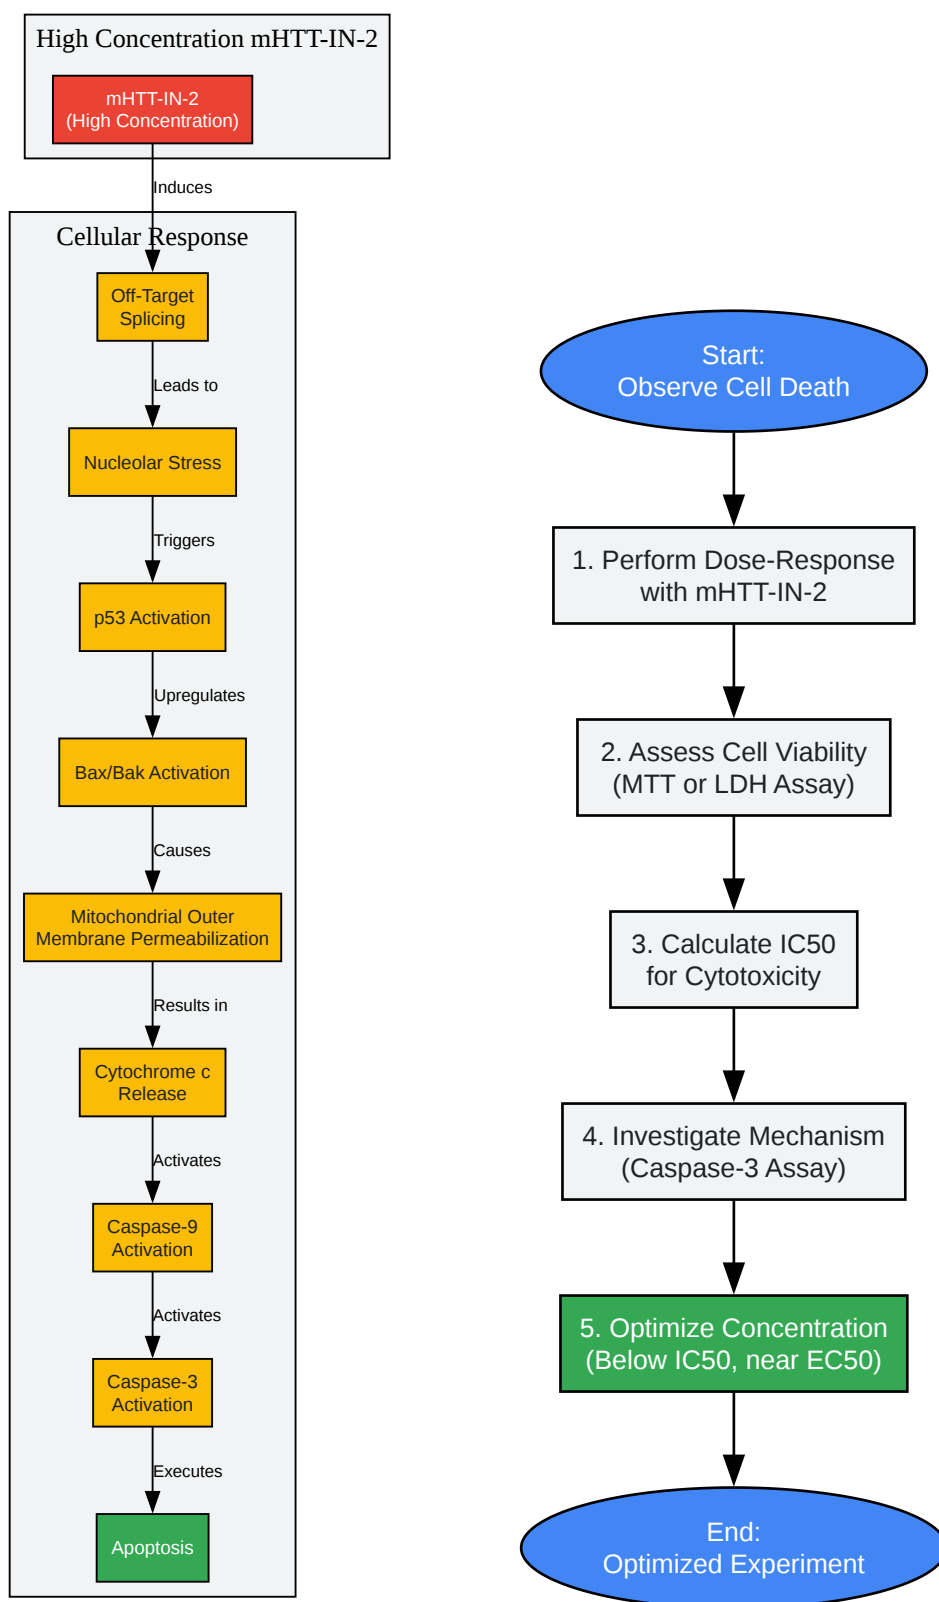 High Concentration mHTT-IN-2
mHTT-IN-2
(High Concentration)
Induces
Cellular Response
Off-Target
Splicing
Leads to
Nucleolar Stress
Triggers
p53 Activation
Upregulates
Bax/Bak Activation
Causes
Mitochondrial Outer
Membrane Permeabilization
Results in
Cytochrome c
Release
Activates
Caspase-9
Activation
Activates
Caspase-3
Activation
Executes
Apoptosis
Start:
Observe Cell Death
1. Perform Dose-Response
with mHTT-IN-2
2. Assess Cell Viability
(MTT or LDH Assay)
3. Calculate IC50
for Cytotoxicity
4. Investigate Mechanism
(Caspase-3 Assay)
5. Optimize Concentration
(Below IC50, near EC50)
End:
Optimized Experiment